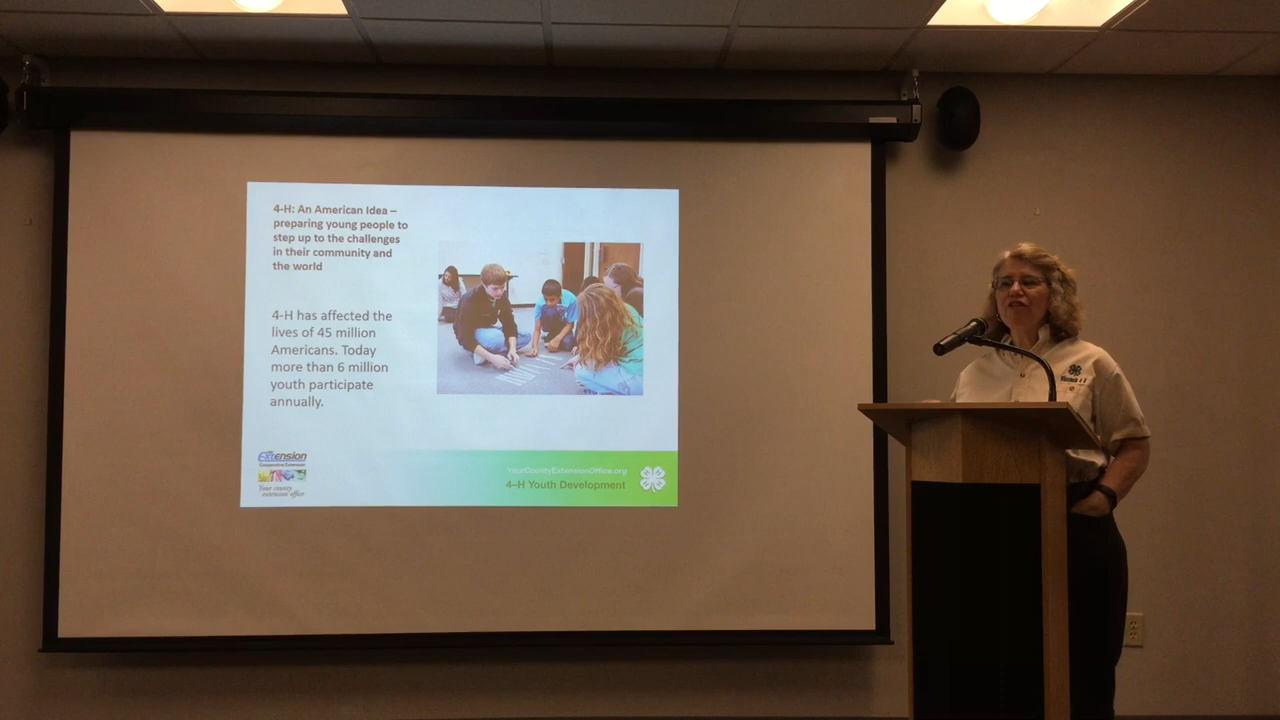 4-H: An American Idea –
preparing young people to
step up to the challenges
in their community and
the world
4-H has affected the
lives of 45 million
Americans. Today
more than 6 million
youth participate
annually.
Extension
Cooperative Extension
Your county
extension office
YourCountyExtensionOffice.org
4–H Youth Development